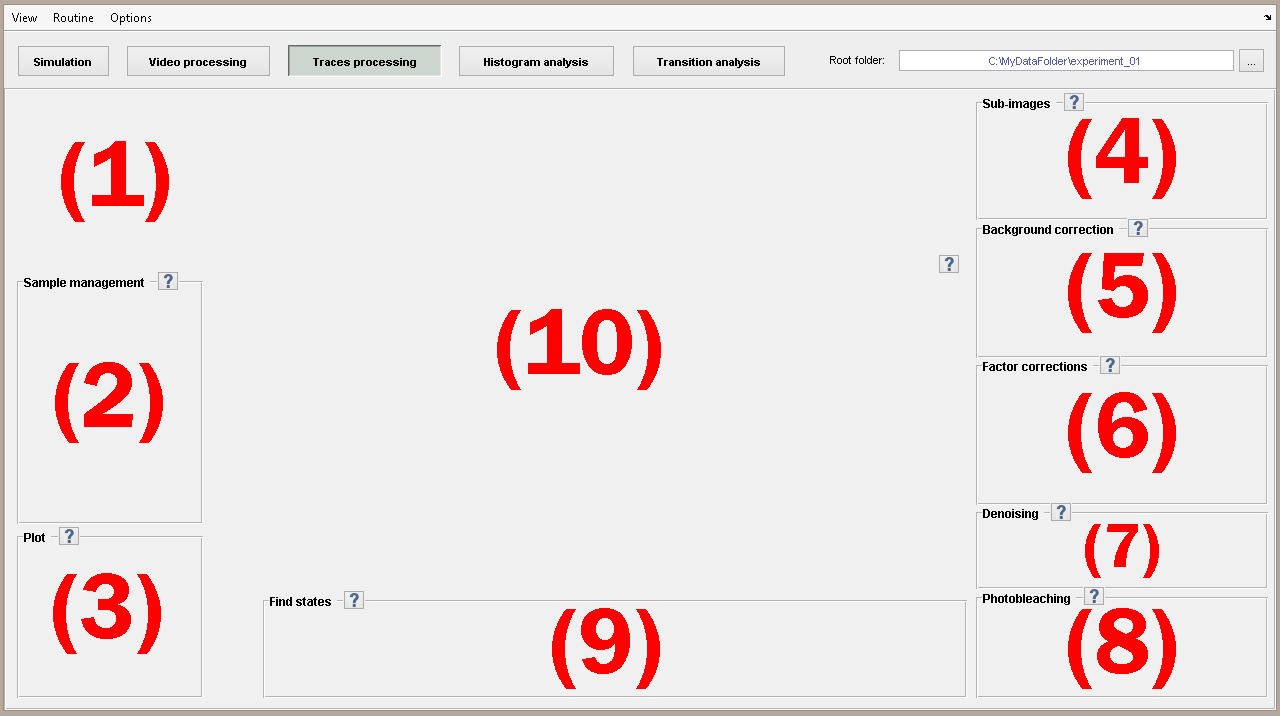 View Routine Options
Simulation Video processing Traces processing Histogram analysis Transition analysis Root folder: C:\MyDataFolder\experiment_01 ...
(1)
Sample management ?
(2)
Plot ?
(3)
(10)
?
Find states ?
(9)
Sub-images ?
(4)
Background correction ?
(5)
Factor corrections ?
(6)
Denoising ?
(7)
Photobleaching ?
(8)